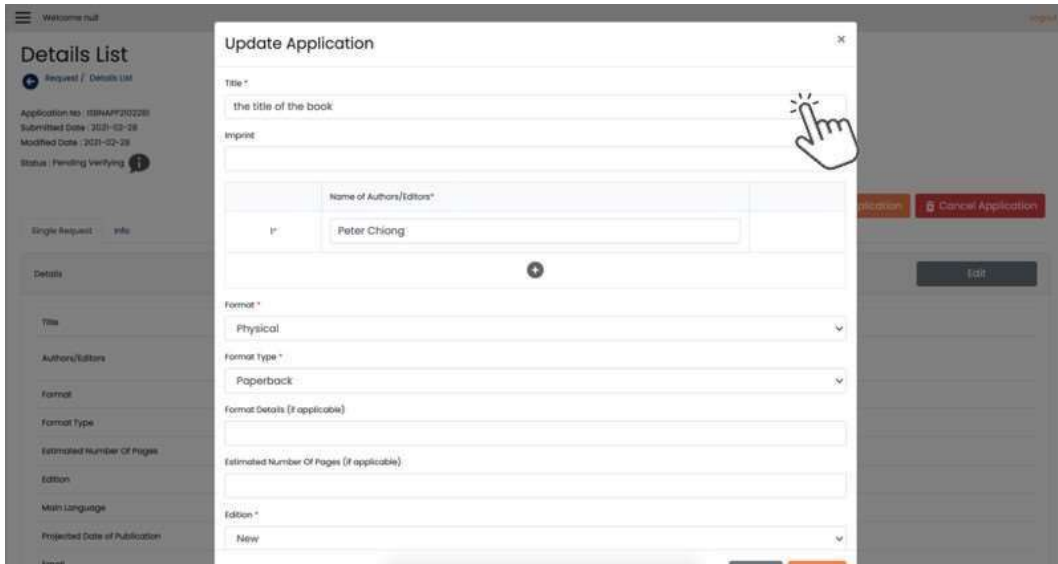 Welcome null
Logout
Details List
Request / Details List
Submitted Date : 2021-02-28
Modified Date : 2021-02-28
Status : Pending Verifying
Cancel Application
Single Request
Info
Details
Edit
Title
Authors/Editors
Format
Format Type
Estimated Number Of Pages
Edition
Main Language
Projected Date of Publication
Update Application
×
Title *
the title of the book
Imprint
Name of Authors/Editors*
1*
Peter Chiong
Format *
Physical
Format Type *
Paperback
Format Details (if applicable)
Estimated Number Of Pages (if applicable)
Edition *
New